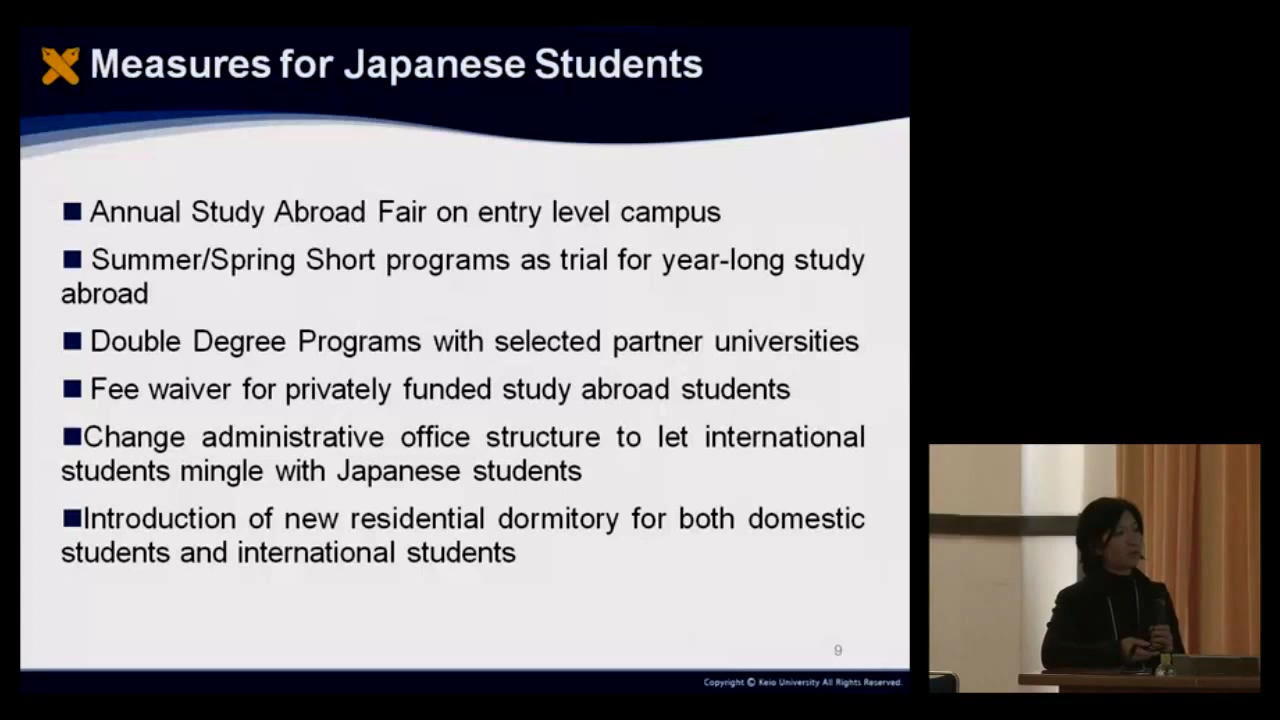 Measures for Japanese Students
■ Annual Study Abroad Fair on entry level campus
■ Summer/Spring Short programs as trial for year-long study
abroad
■ Double Degree Programs with selected partner universities
■ Fee waiver for privately funded study abroad students
■Change administrative office structure to let international
students mingle with Japanese students
■Introduction of new residential dormitory for both domestic
students and international students
9
Copyright © Keio University All Rights Reserved.